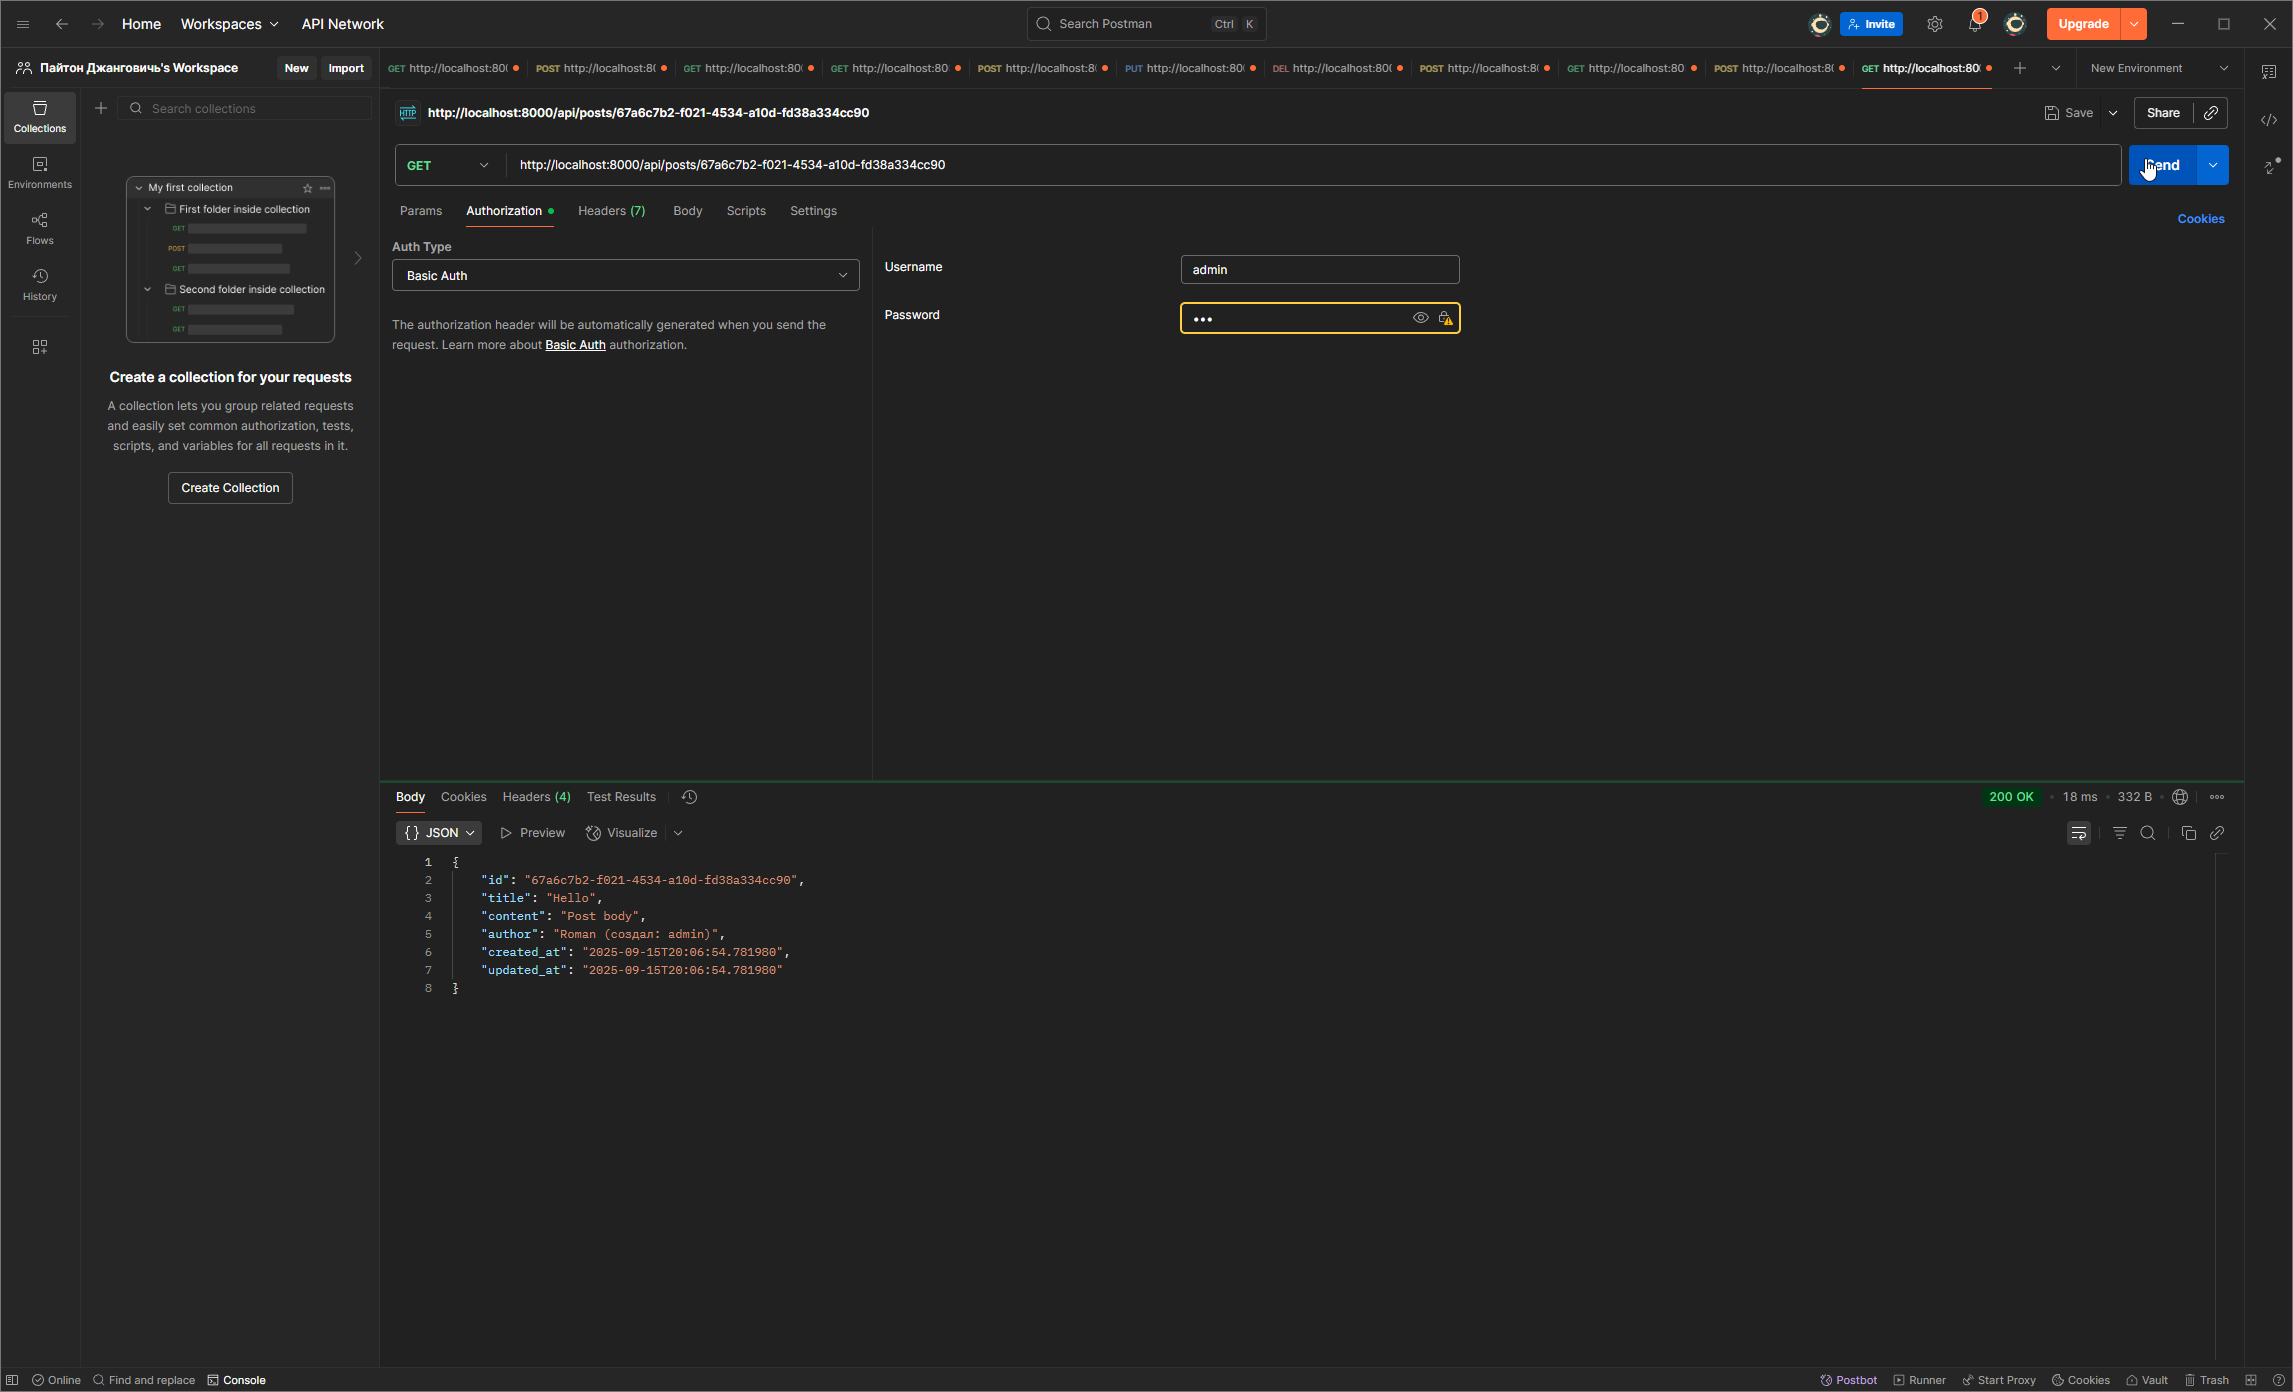 Home Workspaces API Network
Search Postman Ctrl K
Invite 1 Upgrade
Пайтон Джанговичь's Workspace New Import
GET http://localhost:80 POST http://localhost:8 GET http://localhost:80 GET http://localhost:80 POST http://localhost:8 PUT http://localhost:80 DEL http://localhost:80 POST http://localhost:8 GET http://localhost:80 POST http://localhost:8 GET http://localhost:80
New Environment
Collections
Environments
Flows
History
Search collections
My first collection
First folder inside collection
GET
POST
GET
Second folder inside collection
GET
GET
Create a collection for your requests
A collection lets you group related requests
and easily set common authorization, tests,
scripts, and variables for all requests in it.
Create Collection
HTTP http://localhost:8000/api/posts/67a6c7b2-f021-4534-a10d-fd38a334cc90
Save Share
GET http://localhost:8000/api/posts/67a6c7b2-f021-4534-a10d-fd38a334cc90
Params Authorization Headers (7) Body Scripts Settings
Cookies
Auth Type
Basic Auth
The authorization header will be automatically generated when you send the
request. Learn more about Basic Auth authorization.
Username admin
Password •••
Body Cookies Headers (4) Test Results
200 OK • 18 ms • 332 B
{} JSON Preview Visualize
1 {
2 "id": "67a6c7b2-f021-4534-a10d-fd38a334cc90",
3 "title": "Hello",
4 "content": "Post body",
5 "author": "Roman (создал: admin)",
6 "created_at": "2025-09-15T20:06:54.781980",
7 "updated_at": "2025-09-15T20:06:54.781980"
8 }
Online Find and replace Console
Postbot Runner Start Proxy Cookies Vault Trash